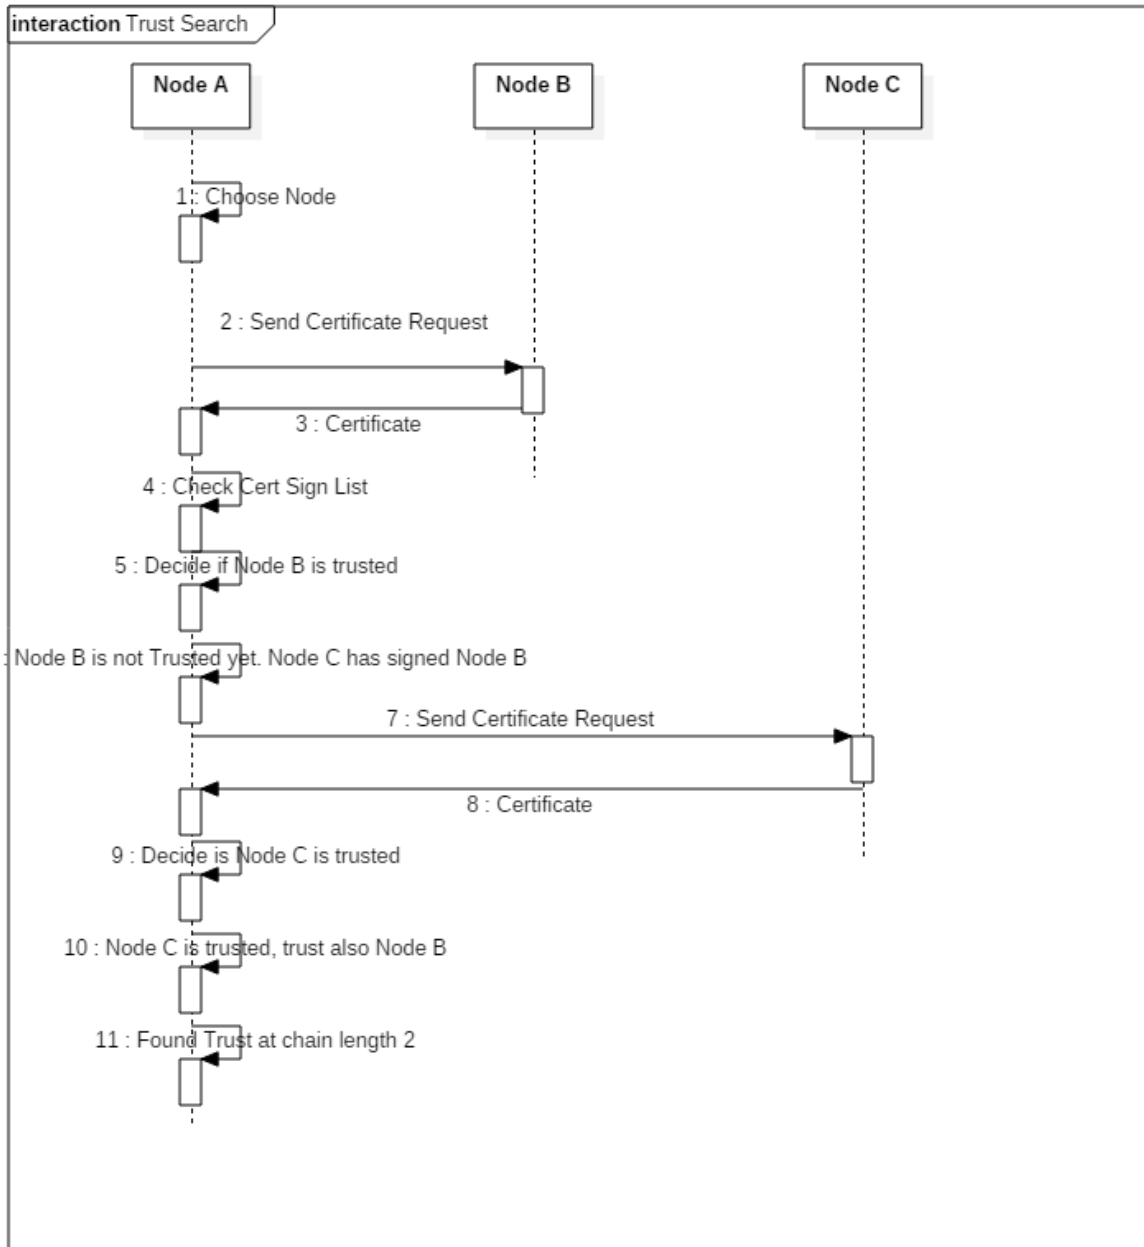 interaction Trust Search
Node A
Node B
Node C
1 : Choose Node
2 : Send Certificate Request
3 : Certificate
4 : Check Cert Sign List
5 : Decide if Node B is trusted
: Node B is not Trusted yet. Node C has signed Node B
7 : Send Certificate Request
8 : Certificate
9 : Decide is Node C is trusted
10 : Node C is trusted, trust also Node B
11 : Found Trust at chain length 2